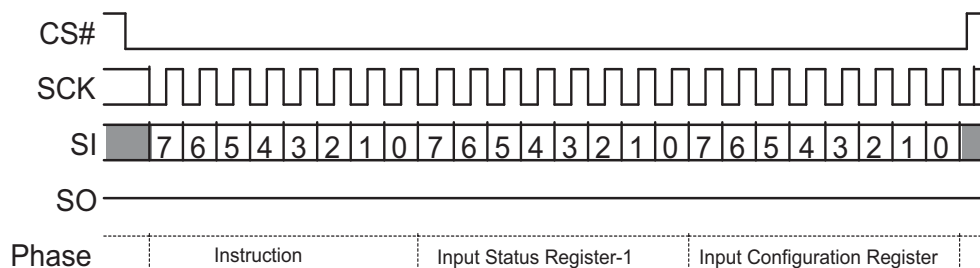 CS#
SCK
SI 7 6 5 4 3 2 1 0 7 6 5 4 3 2 1 0 7 6 5 4 3 2 1 0
SO
Phase Instruction Input Status Register-1 Input Configuration Register